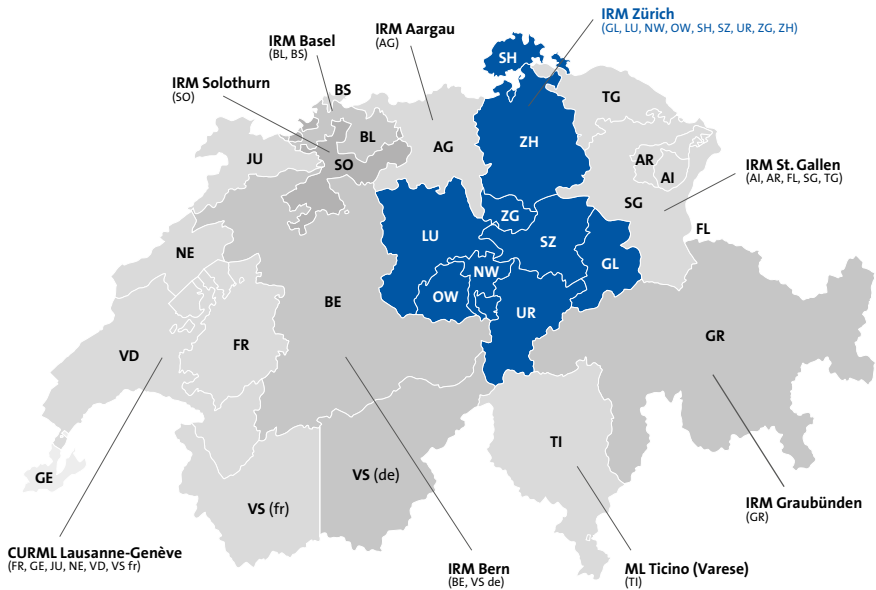 IRM Zürich
(GL, LU, NW, OW, SH, SZ, UR, ZG, ZH)
IRM Aargau
(AG)
IRM Basel
(BL, BS)
IRM Solothurn
(SO)
SH
BS
TG
BL
ZH
AG
JU
SO
AR
AI
IRM St. Gallen
(AI, AR, FL, SG, TG)
SG
ZG
FL
LU
SZ
NE
GL
NW
OW
BE
UR
GR
FR
VD
TI
VS (de)
GE
VS (fr)
IRM Graubünden
(GR)
CURML Lausanne-Genève
(FR, GE, JU, NE, VD, VS fr)
IRM Bern
(BE, VS de)
ML Ticino (Varese)
(TI)